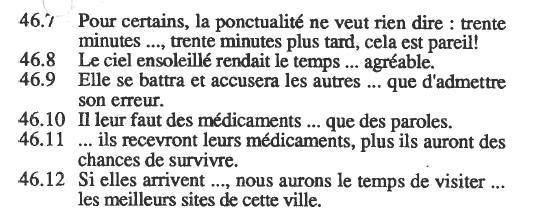 46.7 Pour certains, la ponctualité ne veut rien dire : trente
minutes ..., trente minutes plus tard, cela est pareil!
46.8 Le ciel ensoleillé rendait le temps ... agréable.
46.9 Elle se battra et accusera les autres ... que d'admettre
son erreur.
46.10 Il leur faut des médicaments ... que des paroles.
46.11 ... ils recevront leurs médicaments, plus ils auront des
chances de survivre.
46.12 Si elles arrivent ..., nous aurons le temps de visiter ...
les meilleurs sites de cette ville.